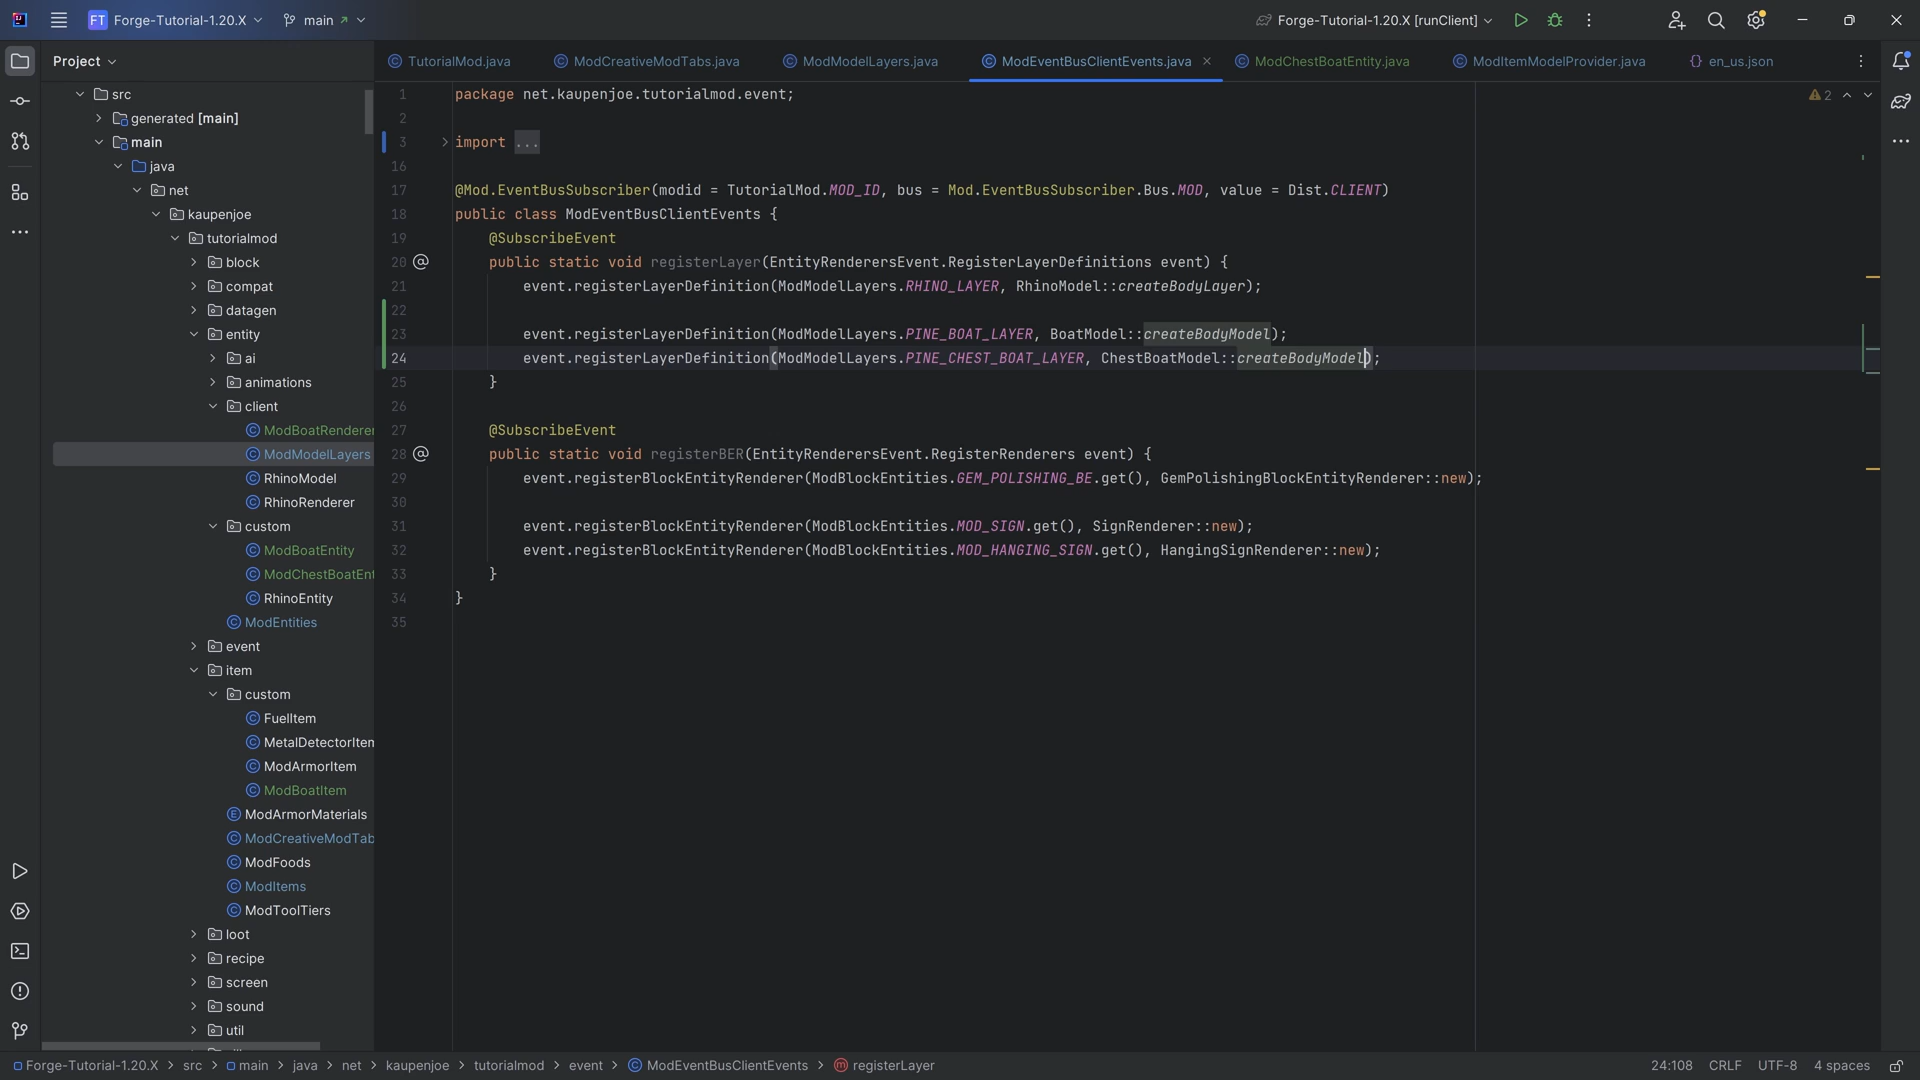 FT Forge-Tutorial-1.20.X main Forge-Tutorial-1.20.X [runClient]
Project
TutorialMod.java ModCreativeModTabs.java ModModelLayers.java ModEventBusClientEvents.java ModChestBoatEntity.java ModItemModelProvider.java {} en_us.json
src
generated [main]
main
java
net
kaupenjoe
tutorialmod
block
compat
datagen
entity
ai
animations
client
ModBoatRenderer
ModModelLayers
RhinoModel
RhinoRenderer
custom
ModBoatEntity
ModChestBoatEnt
RhinoEntity
ModEntities
event
item
custom
FuelItem
MetalDetectorItem
ModArmorItem
ModBoatItem
ModArmorMaterials
ModCreativeModTab
ModFoods
ModItems
ModToolTiers
loot
recipe
screen
sound
util
1 package net.kaupenjoe.tutorialmod.event; 2
2
3 import ...
16
17 @Mod.EventBusSubscriber(modid = TutorialMod.MOD_ID, bus = Mod.EventBusSubscriber.Bus.MOD, value = Dist.CLIENT)
18 public class ModEventBusClientEvents {
19 @SubscribeEvent
20 @ public static void registerLayer(EntityRenderersEvent.RegisterLayerDefinitions event) {
21 event.registerLayerDefinition(ModModelLayers.RHINO_LAYER, RhinoModel::createBodyLayer);
22
23 event.registerLayerDefinition(ModModelLayers.PINE_BOAT_LAYER, BoatModel::createBodyModel);
24 event.registerLayerDefinition(ModModelLayers.PINE_CHEST_BOAT_LAYER, ChestBoatModel::createBodyModel);
25 }
26
27 @SubscribeEvent
28 @ public static void registerBER(EntityRenderersEvent.RegisterRenderers event) {
29 event.registerBlockEntityRenderer(ModBlockEntities.GEM_POLISHING_BE.get(), GemPolishingBlockEntityRenderer::new);
30
31 event.registerBlockEntityRenderer(ModBlockEntities.MOD_SIGN.get(), SignRenderer::new);
32 event.registerBlockEntityRenderer(ModBlockEntities.MOD_HANGING_SIGN.get(), HangingSignRenderer::new);
33 }
34 }
35
Forge-Tutorial-1.20.X > src > main > java > net > kaupenjoe > tutorialmod > event > ModEventBusClientEvents > registerLayer 24:108 CRLF UTF-8 4 spaces